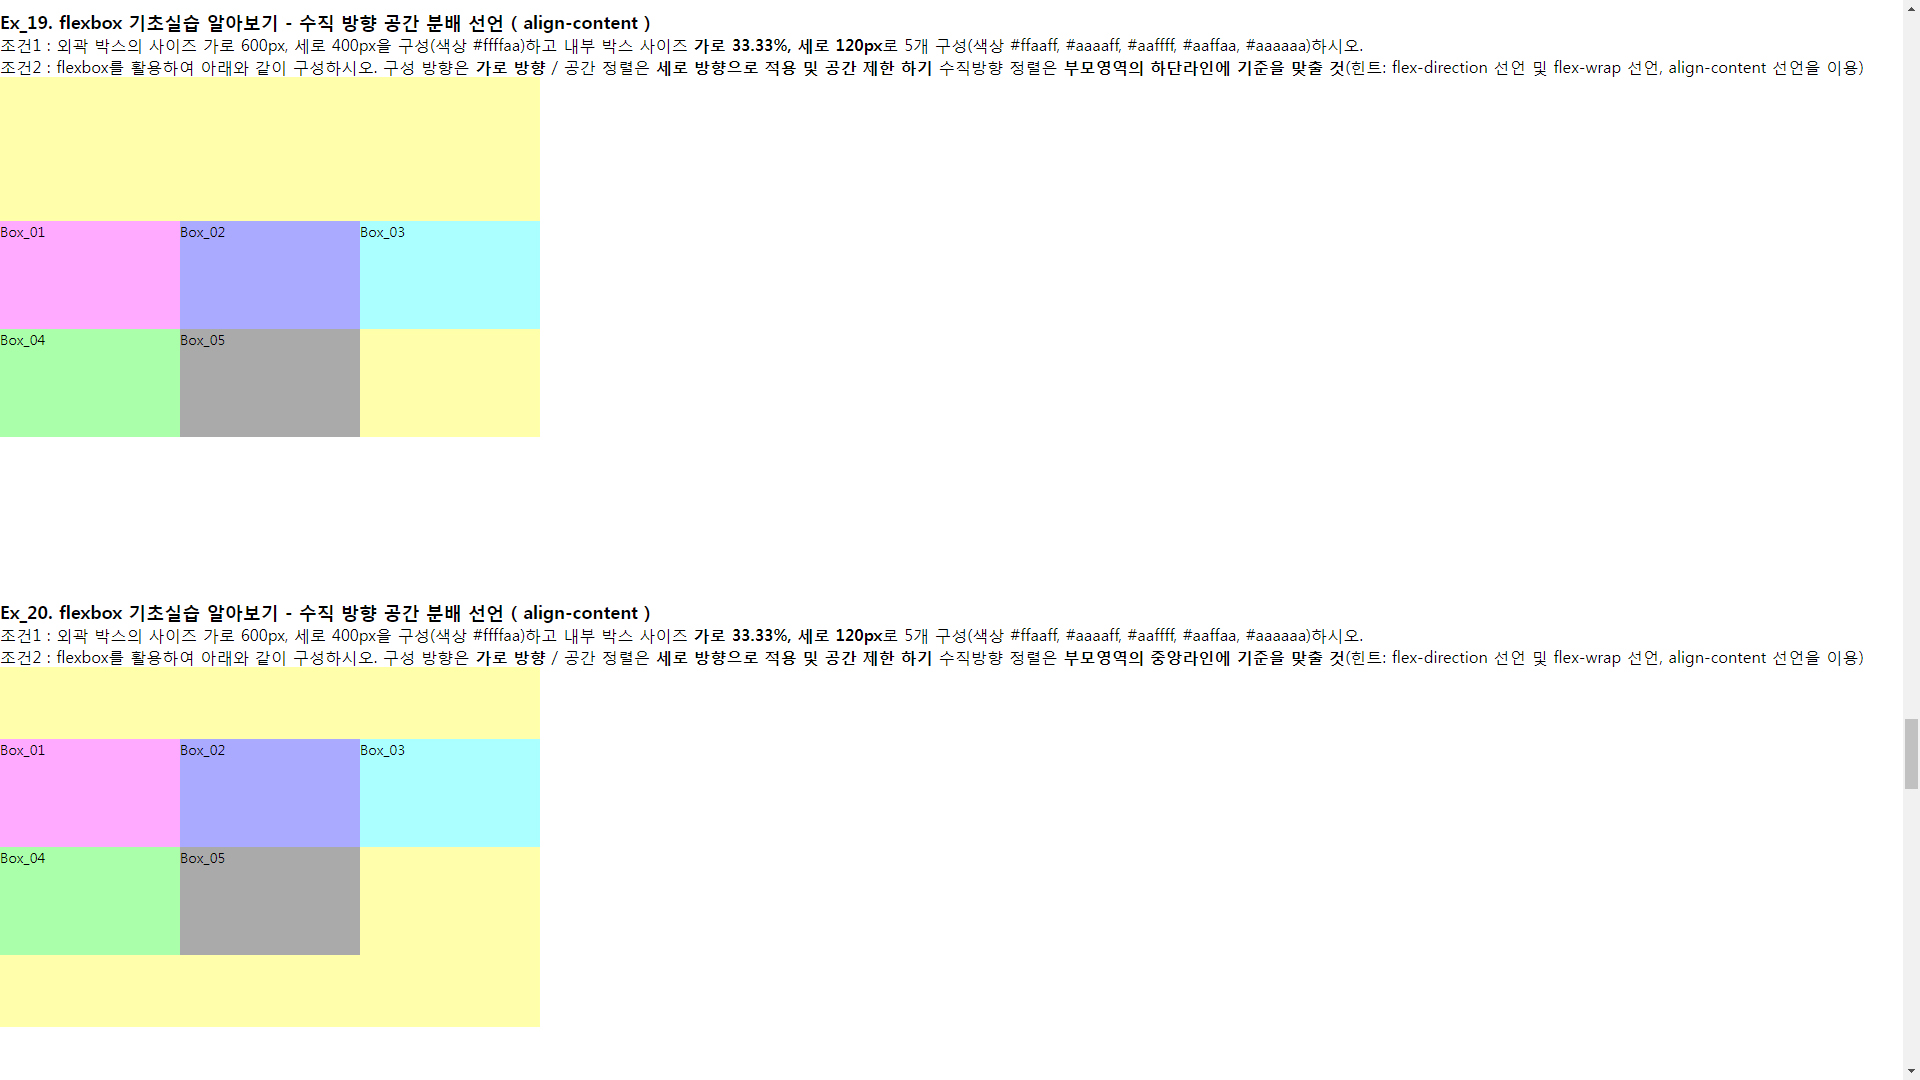 Ex_19. flexbox 기초실습 알아보기 - 수직 방향 공간 분배 선언 ( align-content )
조건1 : 외곽 박스의 사이즈 가로 600px, 세로 400px을 구성(색상 #ffffaa)하고 내부 박스 사이즈 가로 33.33%, 세로 120px로 5개 구성(색상 #ffaaff, #aaaaff, #aaffff, #aaffaa, #aaaaaa)하시오.
조건2 : flexbox를 활용하여 아래와 같이 구성하시오. 구성 방향은 가로 방향 / 공간 정렬은 세로 방향으로 적용 및 공간 제한 하기 수직방향 정렬은 부모영역의 하단라인에 기준을 맞출 것(힌트: flex-direction 선언 및 flex-wrap 선언, align-content 선언을 이용)
Box_01 Box_02 Box_03
Box_04 Box_05
Ex_20. flexbox 기초실습 알아보기 - 수직 방향 공간 분배 선언 ( align-content )
조건1 : 외곽 박스의 사이즈 가로 600px, 세로 400px을 구성(색상 #ffffaa)하고 내부 박스 사이즈 가로 33.33%, 세로 120px로 5개 구성(색상 #ffaaff, #aaaaff, #aaffff, #aaffaa, #aaaaaa)하시오.
조건2 : flexbox를 활용하여 아래와 같이 구성하시오. 구성 방향은 가로 방향 / 공간 정렬은 세로 방향으로 적용 및 공간 제한 하기 수직방향 정렬은 부모영역의 중앙라인에 기준을 맞출 것(힌트: flex-direction 선언 및 flex-wrap 선언, align-content 선언을 이용)
Box_01 Box_02 Box_03
Box_04 Box_05